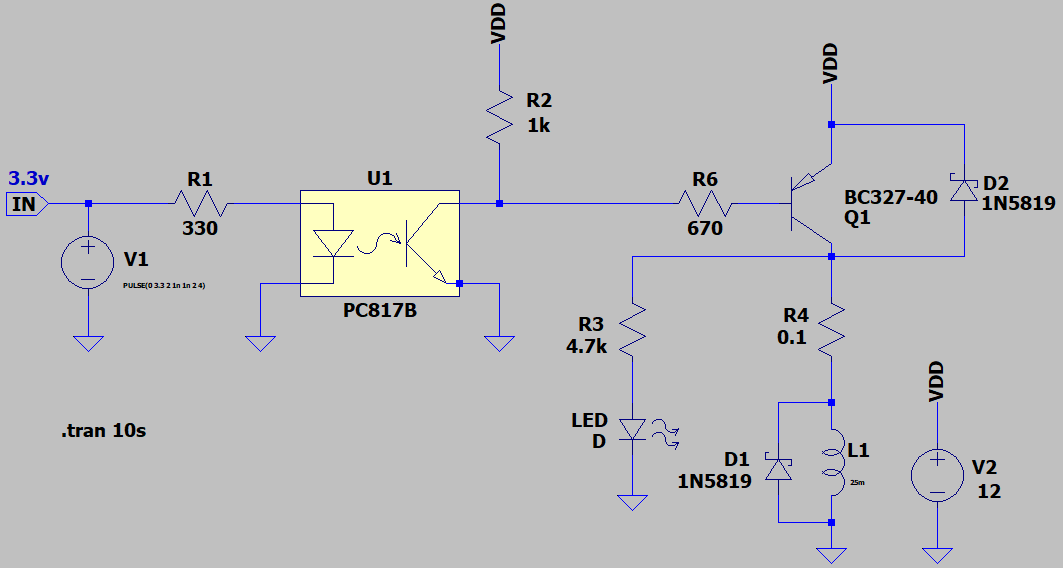 VDD
R2
1k
VDD
3.3v
IN
R1
330
U1
PC817B
R6
670
BC327-40
Q1
D2
1N5819
V1
PULSE(0 3.3 2 1n 1n 2 4)
R3
4.7k
R4
0.1
VDD
.tran 10s
LED
D
D1
1N5819
L1
25m
V2
12